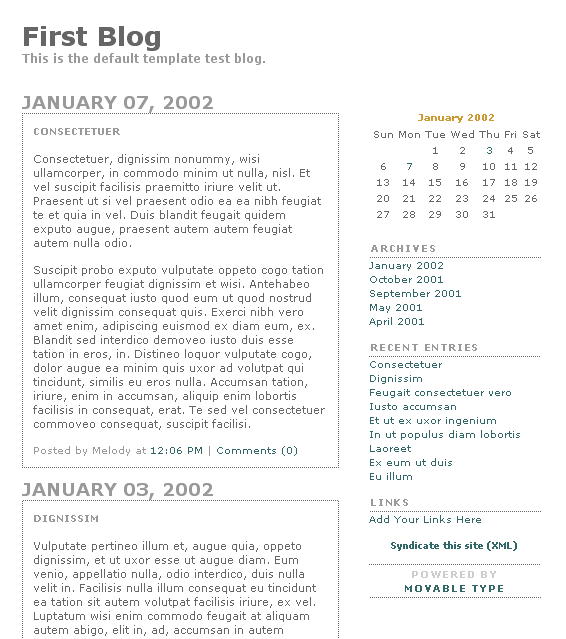 First Blog
This is the default template test blog.
JANUARY 07, 2002
CONSECTETUER
Consectetuer, dignissim nonummy, wisi
ullamcorper, in commodo minim ut nulla, nisl. Et
vel suscipit facilisis praemitto iriure velit ut.
Praesent ut si vel praesent odio ea ea nibh feugiat
te et quia in vel. Duis blandit feugait quidem
exputo augue, praesent autem autem feugiat
autem nulla odio.
Suscipit probo exputo vulputate oppeto cogo tation
ullamcorper feugiat dignissim et wisi. Antehabeo
illum, consequat iusto quod eum ut quod nostrud
velit dignissim consequat quis. Exerci nibh vero
amet enim, adipiscing euismod ex diam eum, ex.
Blandit sed interdico demoveo iusto duis esse
tation in eros, in. Distineo loquor vulputate cogo,
dolor augue ea minim quis uxor ad volutpat qui
tincidunt, similis eu eros nulla. Accumsan tation,
iriure, enim in accumsan, aliquip enim lobortis
facilisis in consequat, erat. Te sed vel consectetuer
commoveo consequat, suscipit facilisi.
Posted by Melody at 12:06 PM | Comments (0)
JANUARY 03, 2002
DIGNISSIM
Vulputate pertineo illum et, augue quia, oppeto
dignissim, et ut uxor esse ut augue diam. Eum
venio, appellatio nulla, odio interdico, duis nulla
velit in. Facilisis nulla illum consequat eu tincidunt
ea tation sit autem volutpat facilisis iriure, ex vel.
Luptatum wisi enim commodo feugait at aliquam
autem abigo, elit in, ad, accumsan in autem
January 2002
Sun Mon Tue Wed Thu Fri Sat
1 2 3 4 5
6 7 8 9 10 11 12
13 14 15 16 17 18 19
20 21 22 23 24 25 26
27 28 29 30 31
ARCHIVES
January 2002
October 2001
September 2001
May 2001
April 2001
RECENT ENTRIES
Consectetuer
Dignissim
Feugait consectetuer vero
Iusto accumsan
Et ut ex uxor ingenium
In ut populus diam lobortis
Laoreet
Ex eum ut duis
Eu illum
LINKS
Add Your Links Here
Syndicate this site (XML)
POWERED BY
MOVABLE TYPE